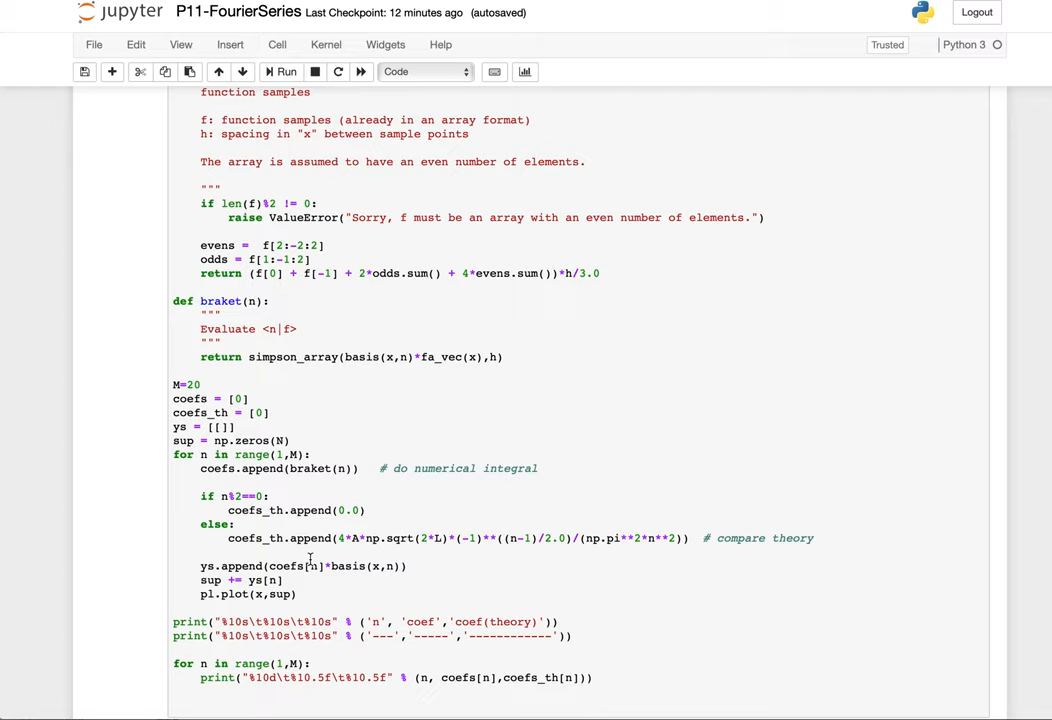 jupyter P11-FourierSeries Last Checkpoint: 12 minutes ago (autosaved)
Logout
File Edit View Insert Cell Kernel Widgets Help
Trusted | Python 3
Run Code
function samples
f: function samples (already in an array format)
h: spacing in "x" between sample points
The array is assumed to have an even number of elements.
"""
if len(f)%2 != 0:
raise ValueError("Sorry, f must be an array with an even number of elements.")
evens =  f[2:-2:2]
odds = f[1:-1:2]
return (f[0] + f[-1] + 2*odds.sum() + 4*evens.sum())*h/3.0
def braket(n):
"""
Evaluate <n|f>
"""
return simpson_array(basis(x,n)*fa_vec(x),h)
M=20
coefs = [0]
coefs_th = [0]
ys = [[]]
sup = np.zeros(N)
for n in range(1,M):
coefs.append(braket(n))   # do numerical integral
if n%2==0:
coefs_th.append(0.0)
else:
coefs_th.append(4*A*np.sqrt(2*L)*(-1)**((n-1)/2.0)/(np.pi**2*n**2))  # compare theory
ys.append(coefs[n]*basis(x,n))
sup += ys[n]
pl.plot(x,sup)
print("%10s\t%10s\t%10s" % ('n', 'coef','coef(theory)'))
print("%10s\t%10s\t%10s" % ('---','-----','------------'))
for n in range(1,M):
print("%10d\t%10.5f\t%10.5f" % (n, coefs[n],coefs_th[n]))